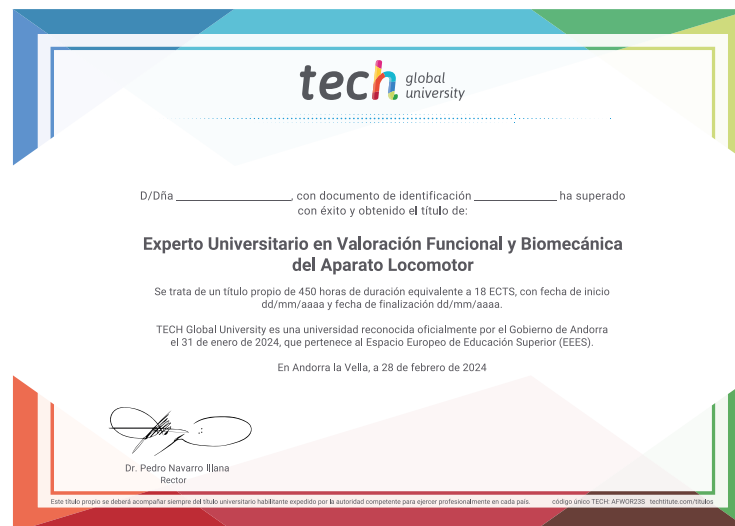 tech global university
D/Dña ____________________, con documento de identificación ______________ ha superado
con éxito y obtenido el título de:
Experto Universitario en Valoración Funcional y Biomecánica
del Aparato Locomotor
Se trata de un título propio de 450 horas de duración equivalente a 18 ECTS, con fecha de inicio
dd/mm/aaaa y fecha de finalización dd/mm/aaaa.
TECH Global University es una universidad reconocida oficialmente por el Gobierno de Andorra
el 31 de enero de 2024, que pertenece al Espacio Europeo de Educación Superior (EEES).
En Andorra la Vella, a 28 de febrero de 2024
Dr. Pedro Navarro Illana
Rector
Este título propio se deberá acompañar siempre del título universitario habilitante expedido por la autoridad competente para ejercer profesionalmente en cada país. código único TECH: AFWOR23S techtitute.com/titulos